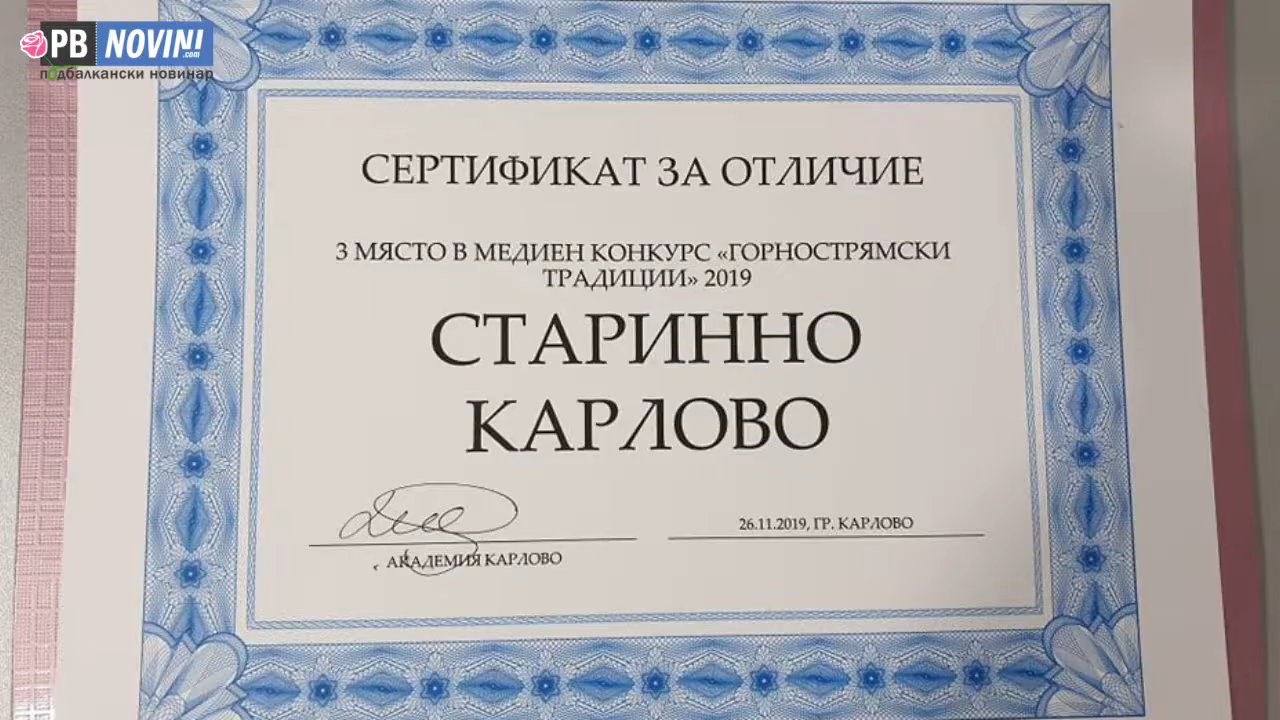 PB NOVINI.com
подбалкански новинар
СЕРТИФИКАТ ЗА ОТЛИЧИЕ
3 МЯСТО В МЕДИЕН КОНКУРС «ГОРНОСТРЯМСКИ
ТРАДИЦИИ» 2019
СТАРИННО
КАРЛОВО
26.11.2019, ГР. КАРЛОВО
АКАДЕМИЯ КАРЛОВО